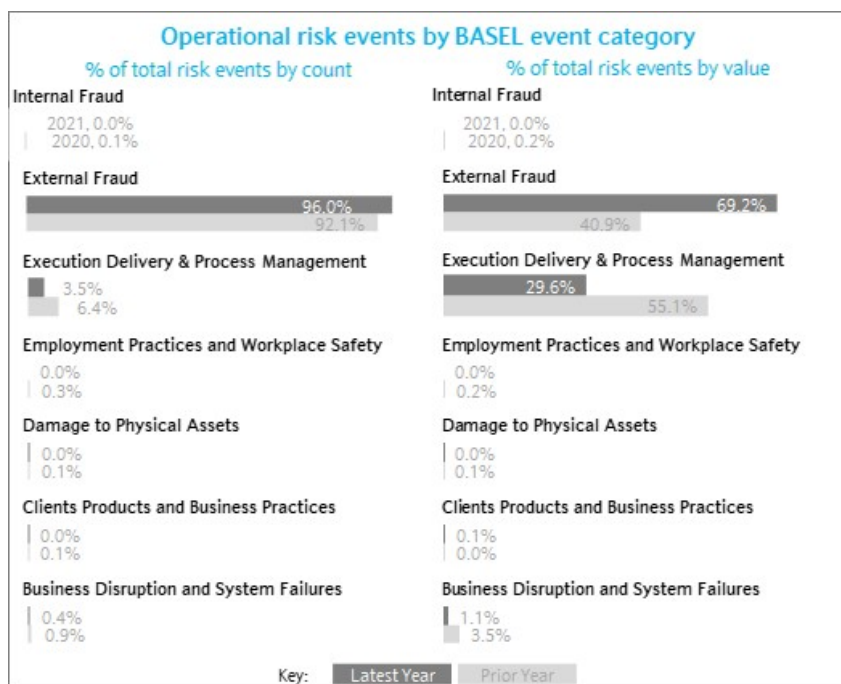 Operational risk events by BASEL event category
% of total risk events by count
Internal Fraud
2021, 0.0%
2020, 0.1%
External Fraud
96.0%
92.1%
Execution Delivery & Process Management
3.5%
6.4%
Employment Practices and Workplace Safety
0.0%
0.3%
Damage to Physical Assets
0.0%
0.1%
Clients Products and Business Practices
0.0%
0.1%
Business Disruption and System Failures
0.4%
0.9%
% of total risk events by value
Internal Fraud
2021, 0.0%
2020, 0.2%
External Fraud
69.2%
40.9%
Execution Delivery & Process Management
29.6%
55.1%
Employment Practices and Workplace Safety
0.0%
0.2%
Damage to Physical Assets
0.0%
0.1%
Clients Products and Business Practices
0.1%
0.0%
Business Disruption and System Failures
1.1%
3.5%
Key: Latest Year Prior Year